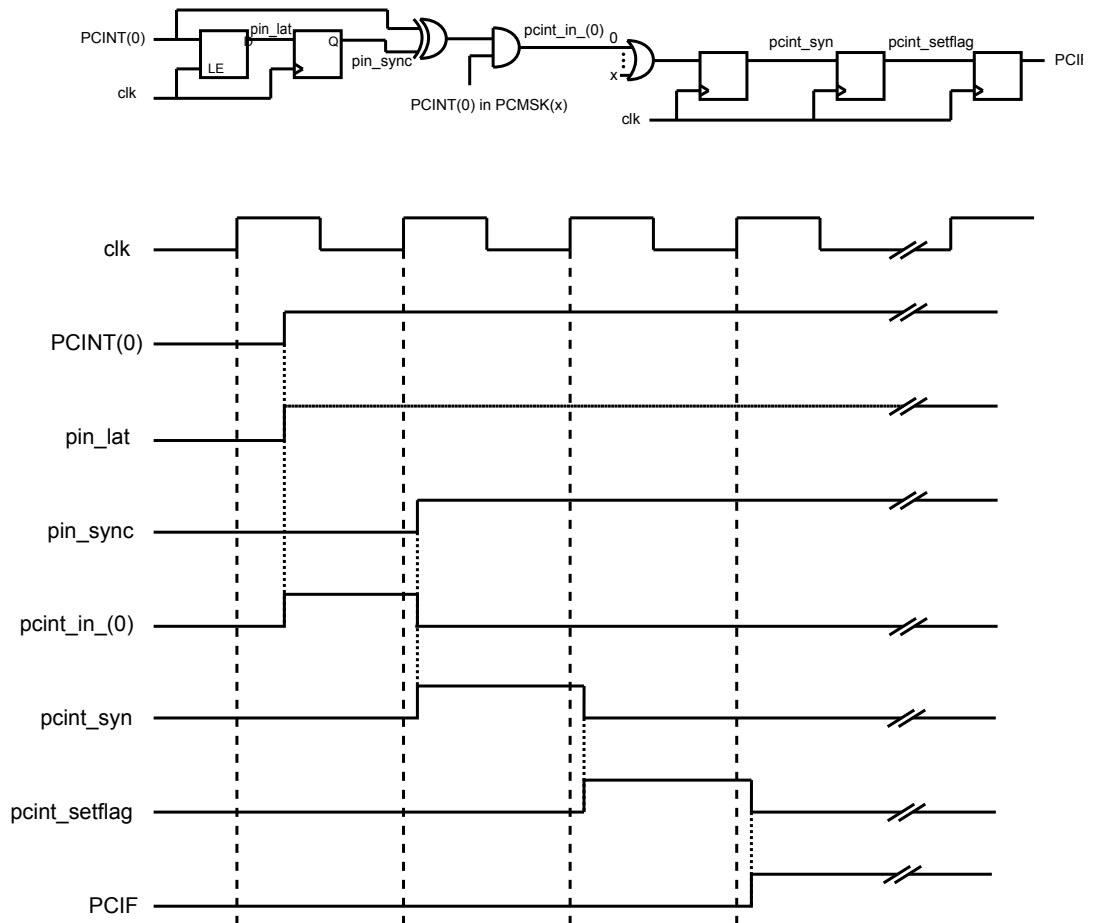 PCINT(0)
LE
D
pin_lat
Q
pin_sync
clk
PCINT(0) in PCMSK(x)
pcint_in_(0)
0
x
clk
pcint_syn
pcint_setflag
clk
PCINT(0)
pin_lat
pin_sync
pcint_in_(0)
pcint_syn
pcint_setflag
PCIF